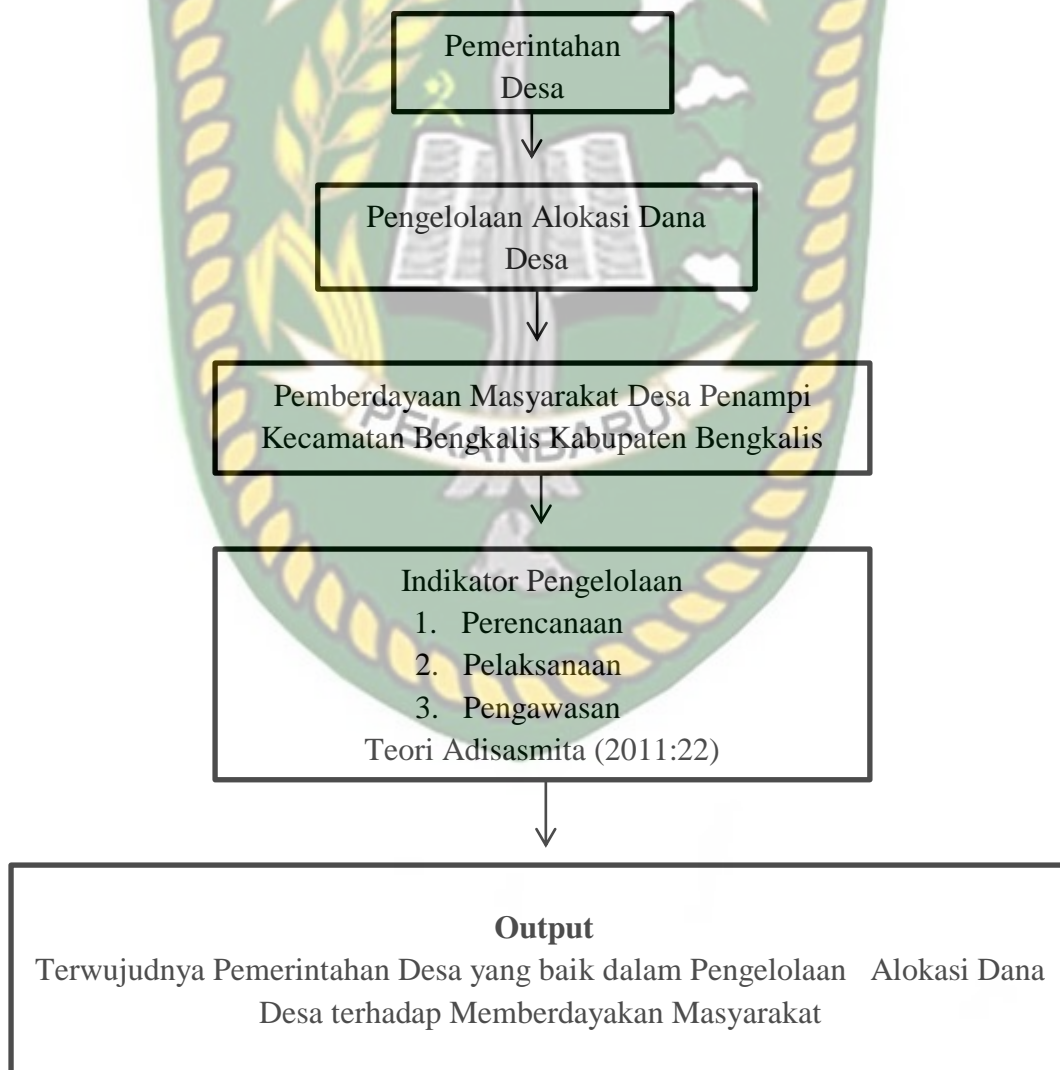 Pemerintahan
Desa
Pengelolaan Alokasi Dana
Desa
Pemberdayaan Masyarakat Desa Penampi
Kecamatan Bengkalis Kabupaten Bengkalis
PEKANBARU
Indikator Pengelolaan
1. Perencanaan
2. Pelaksanaan
3. Pengawasan
Teori Adisasmita (2011:22)
Output
Terwujudnya Pemerintahan Desa yang baik dalam Pengelolaan Alokasi Dana
Desa terhadap Memberdayakan Masyarakat